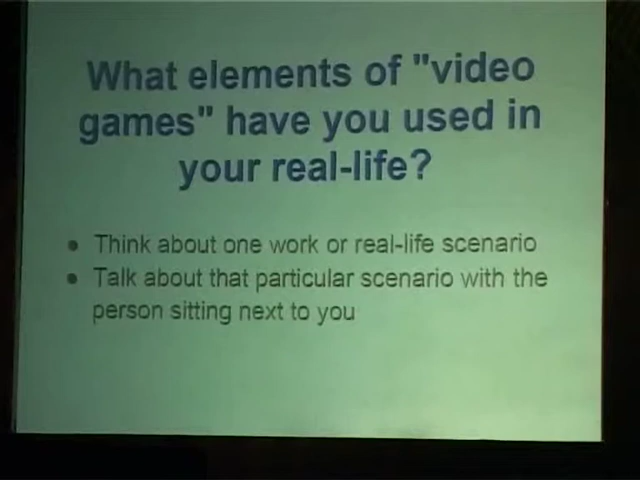 What elements of "video
games" have you used in
your real-life?
● Think about one work or real-life scenario
● Talk about that particular scenario with the
person sitting next to you